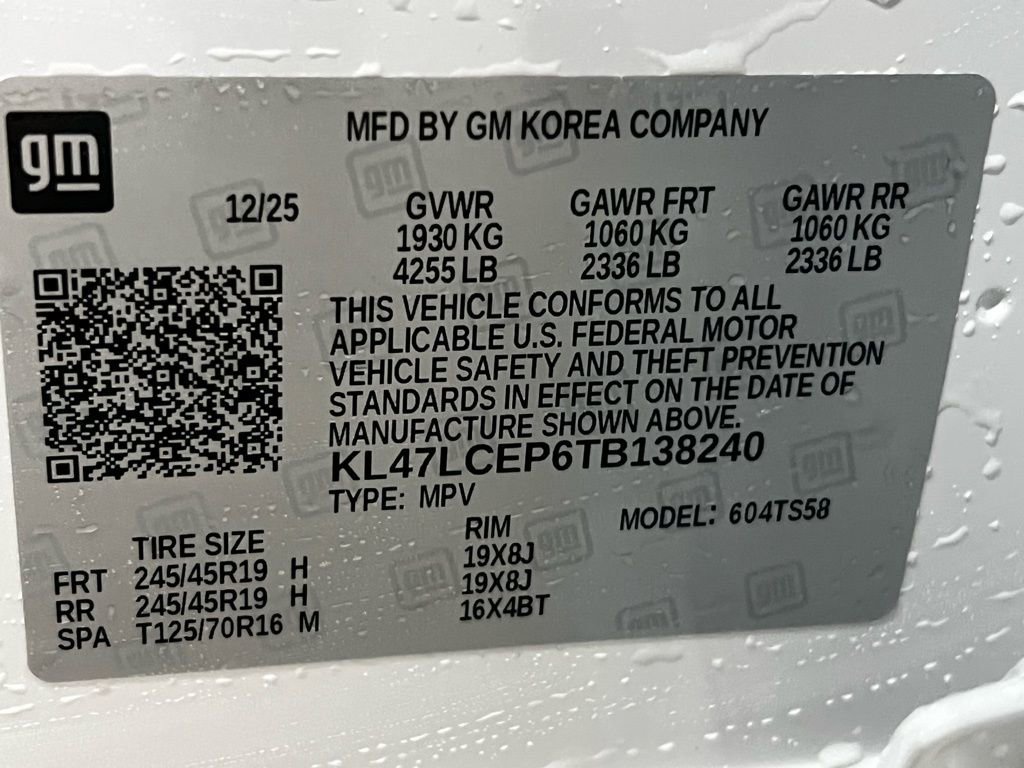 gm
MFD BY GM KOREA COMPANY
12/25 GVWR GAWR FRT GAWR RR
1930 KG 1060 KG 1060 KG
4255 LB 2336 LB 2336 LB
THIS VEHICLE CONFORMS TO ALL
APPLICABLE U.S. FEDERAL MOTOR
VEHICLE SAFETY AND THEFT PREVENTION
STANDARDS IN EFFECT ON THE DATE OF
MANUFACTURE SHOWN ABOVE.
KL47LCEP6TB138240
TYPE: MPV
MODEL: 604TS58
TIRE SIZE RIM
FRT 245/45R19 H 19X8J
RR 245/45R19 H 19X8J
SPA T125/70R16 M 16X4BT